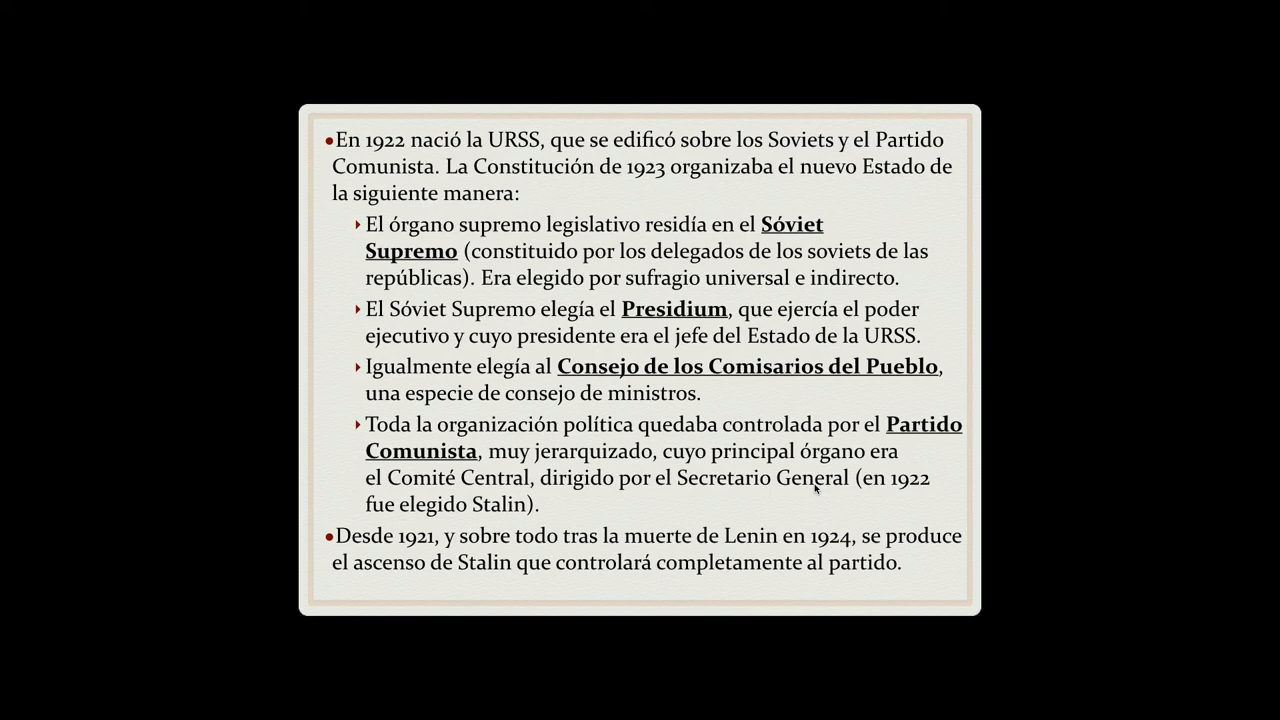 •En 1922 nació la URSS, que se edificó sobre los Soviets y el Partido
Comunista. La Constitución de 1923 organizaba el nuevo Estado de
la siguiente manera:
‣El órgano supremo legislativo residía en el Sóviet
Supremo (constituido por los delegados de los soviets de las
repúblicas). Era elegido por sufragio universal e indirecto.
‣El Sóviet Supremo elegía el Presidium, que ejercía el poder
ejecutivo y cuyo presidente era el jefe del Estado de la URSS.
‣Igualmente elegía al Consejo de los Comisarios del Pueblo,
una especie de consejo de ministros.
‣Toda la organización política quedaba controlada por el Partido
Comunista, muy jerarquizado, cuyo principal órgano era
el Comité Central, dirigido por el Secretario General (en 1922
fue elegido Stalin).
•Desde 1921, y sobre todo tras la muerte de Lenin en 1924, se produce
el ascenso de Stalin que controlará completamente al partido.